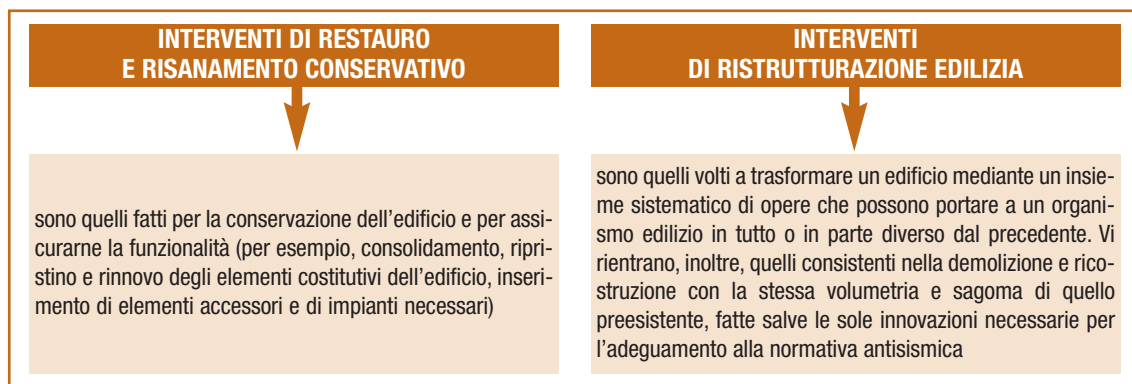 INTERVENTI DI RESTAURO
E RISANAMENTO CONSERVATIVO
sono quelli fatti per la conservazione dell'edificio e per assi-
curarne la funzionalità (per esempio, consolidamento, ripri-
stino e rinnovo degli elementi costitutivi dell'edificio, inseri-
mento di elementi accessori e di impianti necessari)
INTERVENTI
DI RISTRUTTURAZIONE EDILIZIA
sono quelli volti a trasformare un edificio mediante un insie-
me sistematico di opere che possono portare a un organi-
smo edilizio in tutto o in parte diverso dal precedente. Vi
rientrano, inoltre, quelli consistenti nella demolizione e rico-
struzione con la stessa volumetria e sagoma di quello
preesistente, fatte salve le sole innovazioni necessarie per
l'adeguamento alla normativa antisismica